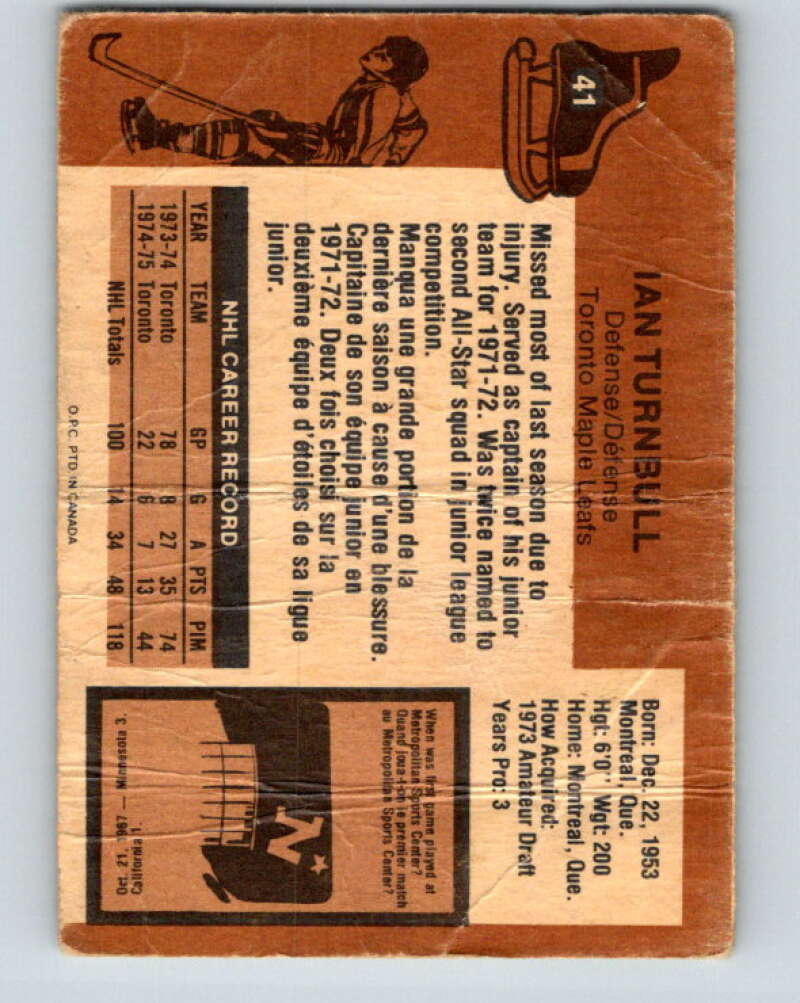 41
IAN TURNBULL
Defense/Défense
Toronto Maple Leafs
Born: Dec. 22, 1953
Montreal, Que.
Hgt: 6'0'' Wgt: 200
Home: Montreal, Que.
How Acquired:
1973 Amateur Draft
Years Pro: 3
Missed most of last season due to
injury. Served as captain of his junior
team for 1971-72. Was twice named to
second All-Star squad in junior league
competition.
Manqua une grande portion de la
dernière saison à cause d'une blessure.
Capitaine de son équipe junior en
1971-72. Deux fois choisi sur la
deuxième équipe d'étoiles de sa ligue
junior.
NHL CAREER RECORD
YEAR TEAM GP G A PTS PIM
1973-74 Toronto 78 8 27 35 74
1974-75 Toronto 22 6 7 13 44
NHL Totals 100 14 34 48 118
O.P.C. PTD. IN CANADA
When was first game played at
Metropolitan Sports Center?
Quand joua-t-on le premier match
au Metropolitan Sports Center?
N
California 1.
Oct. 21, 1967 — Minnesota 3,